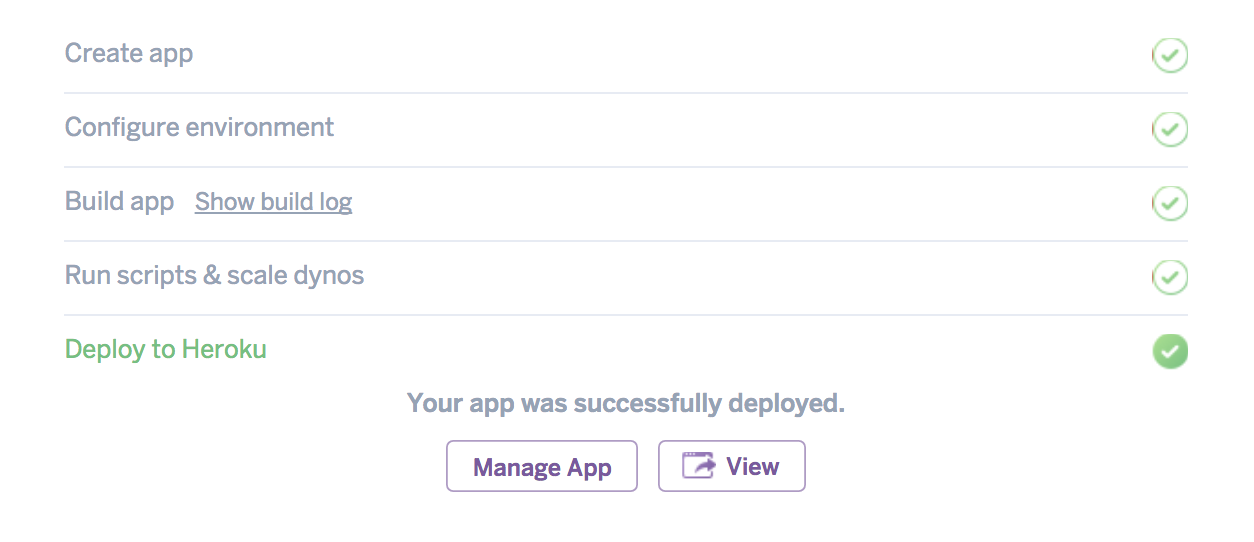 Create app
Configure environment
Build app Show build log
Run scripts & scale dynos
Deploy to Heroku
Your app was successfully deployed.
Manage App View